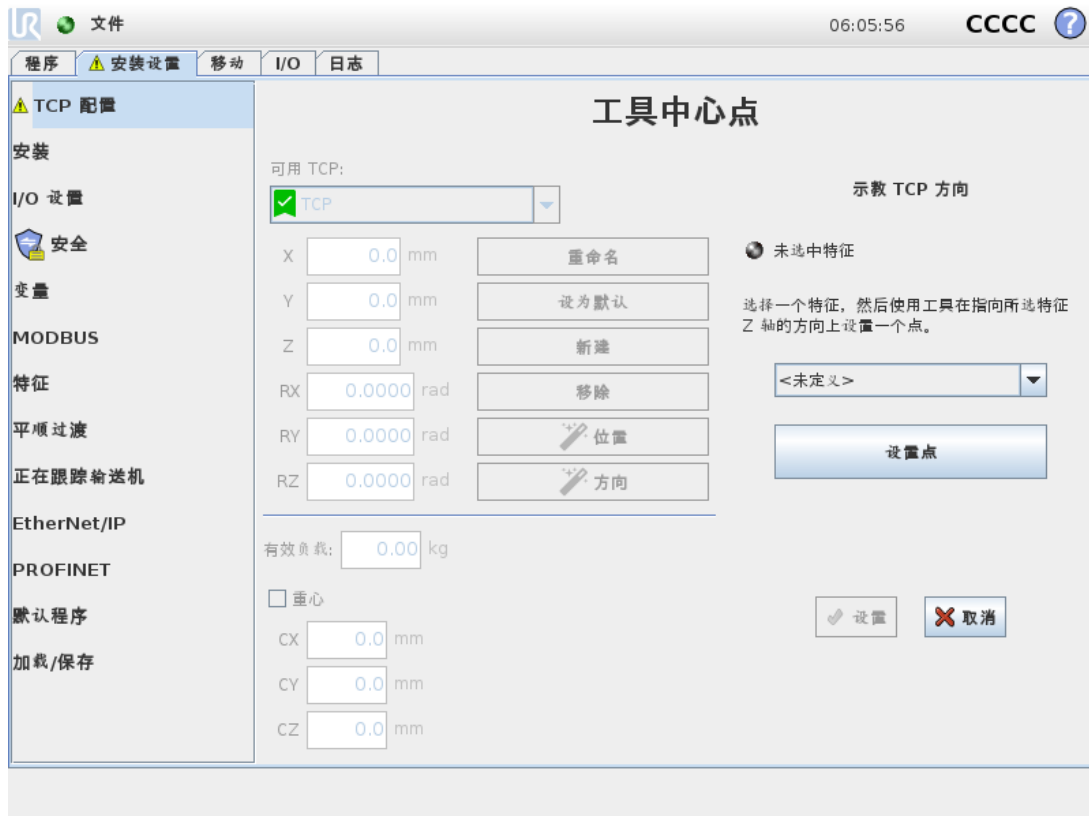 UR 文件 06:05:56 CCCC ?
程序 安装设置 移动 I/O 日志
TCP 配置
安装
I/O 设置
安全
变量
MODBUS
特征
平顺过渡
正在跟踪输送机
EtherNet/IP
PROFINET
默认程序
加载/保存
工具中心点
可用 TCP:
TCP
X 0.0 mm 重命名
Y 0.0 mm 设为默认
Z 0.0 mm 新建
RX 0.0000 rad 移除
RY 0.0000 rad 位置
RZ 0.0000 rad 方向
有效负载: 0.00 kg
重心
CX 0.0 mm
CY 0.0 mm
CZ 0.0 mm
示教 TCP 方向
未选中特征
选择一个特征，然后使用工具在指向所选特征
Z 轴的方向上设置一个点。
<未定义>
设置点
设置 取消